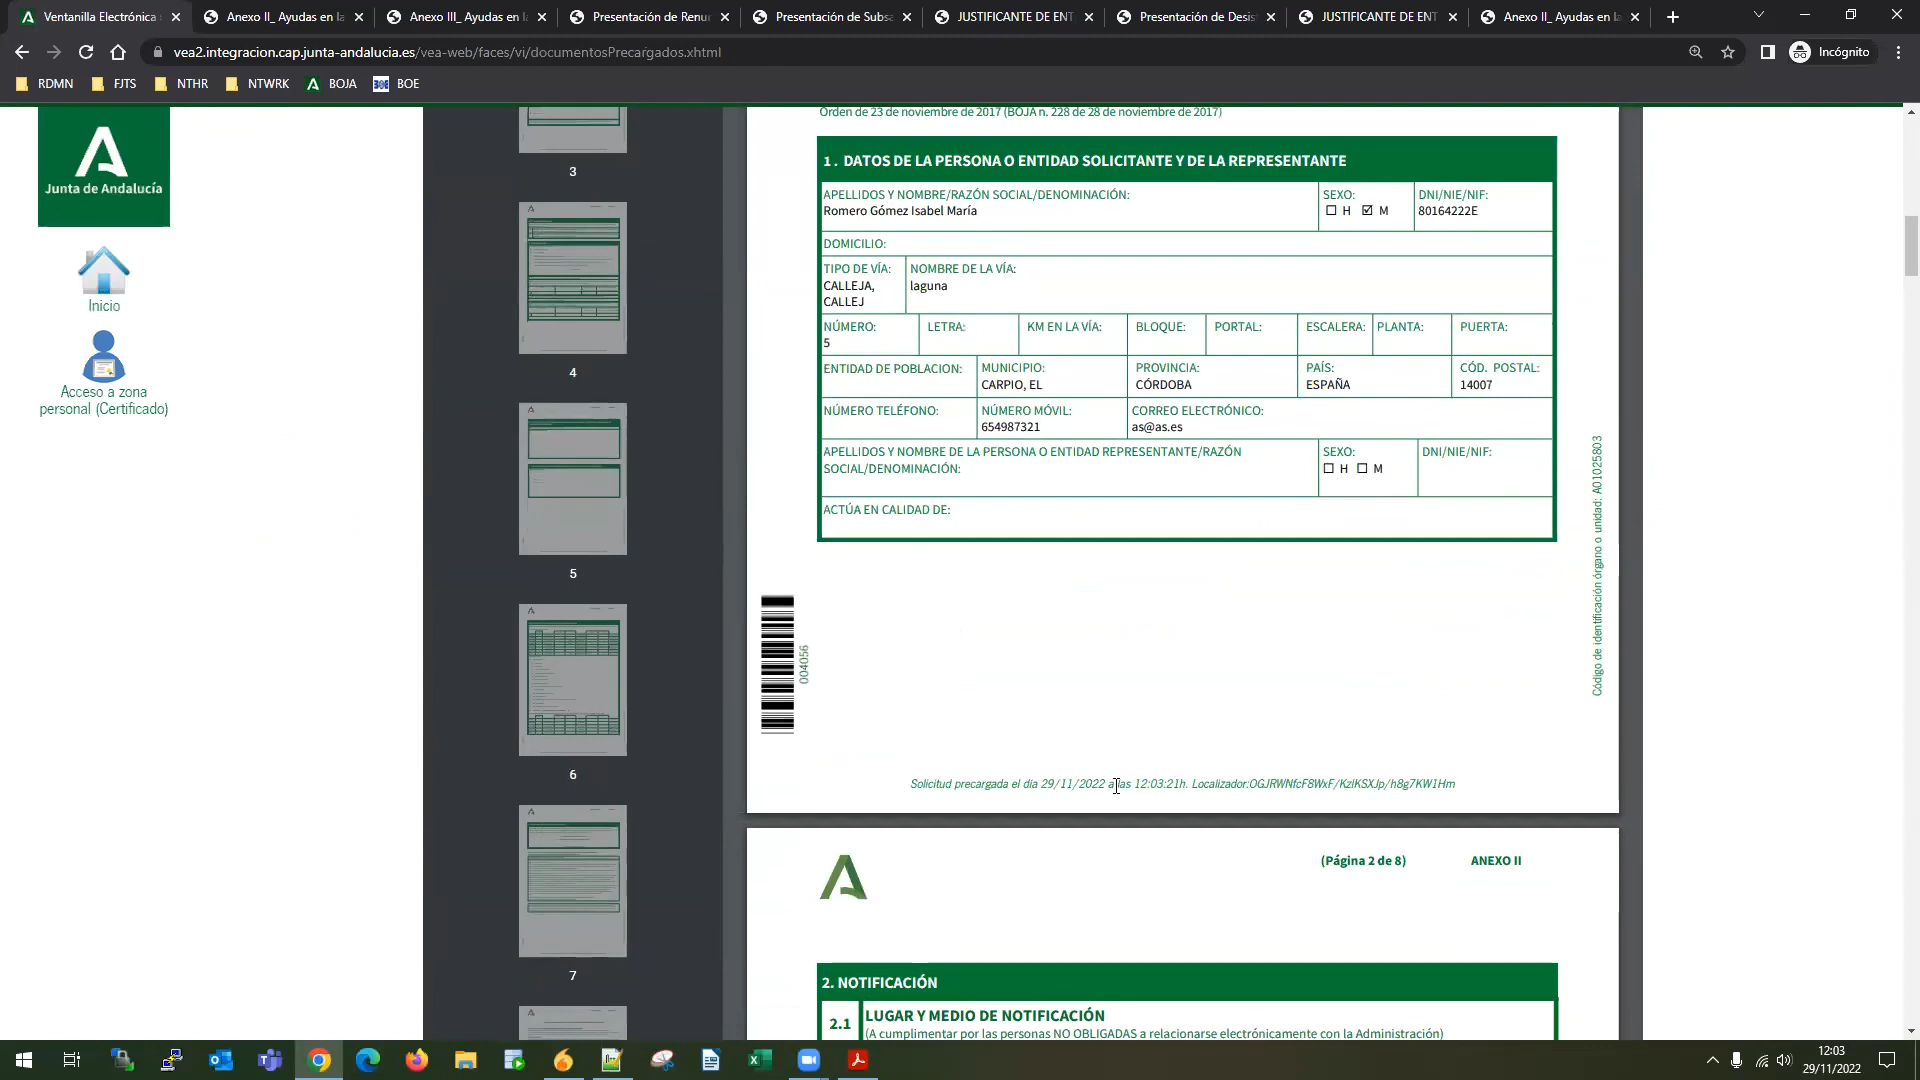 Ventanilla Electrónica
Anexo II_ Ayudas en la
Anexo III_ Ayudas en l
Presentación de Renu
Presentación de Subsa
JUSTIFICANTE DE ENT
Presentación de Desis
JUSTIFICANTE DE ENT
Anexo II_ Ayudas en la
vea2.integracion.cap.junta-andalucia.es/vea-web/faces/vi/documentosPrecargados.xhtml
Incógnito
RDMN
FJTS
NTHR
NTWRK
BOJA
BOE
Junta de Andalucía
Inicio
Acceso a zona
personal (Certificado)
3
4
5
6
7
Orden de 23 de noviembre de 2017 (BOJA n. 228 de 28 de noviembre de 2017)
1 . DATOS DE LA PERSONA O ENTIDAD SOLICITANTE Y DE LA REPRESENTANTE
APELLIDOS Y NOMBRE/RAZÓN SOCIAL/DENOMINACIÓN: SEXO: DNI/NIE/NIF:
Romero Gómez Isabel María H M 80164222E
DOMICILIO:
TIPO DE VÍA: NOMBRE DE LA VÍA:
CALLEJA, laguna
CALLEJ
NÚMERO: LETRA: KM EN LA VÍA: BLOQUE: PORTAL: ESCALERA: PLANTA: PUERTA:
5
ENTIDAD DE POBLACION: MUNICIPIO: PROVINCIA: PAÍS: CÓD. POSTAL:
CARPIO, EL CÓRDOBA ESPAÑA 14007
NÚMERO TELÉFONO: NÚMERO MÓVIL: CORREO ELECTRÓNICO:
654987321 as@as.es
APELLIDOS Y NOMBRE DE LA PERSONA O ENTIDAD REPRESENTANTE/RAZÓN SEXO: DNI/NIE/NIF:
SOCIAL/DENOMINACIÓN: H M
ACTÚA EN CALIDAD DE:
004056
Código de identificación órgano o unidad: A01025803
Solicitud precargada el día 29/11/2022 a las 12:03:21h.
(Página 2 de 8) ANEXO II
2. NOTIFICACIÓN
2.1 LUGAR Y MEDIO DE NOTIFICACIÓN
(A cumplimentar por las personas NO OBLIGADAS a relacionarse electrónicamente con la Administración)
12:03
29/11/2022